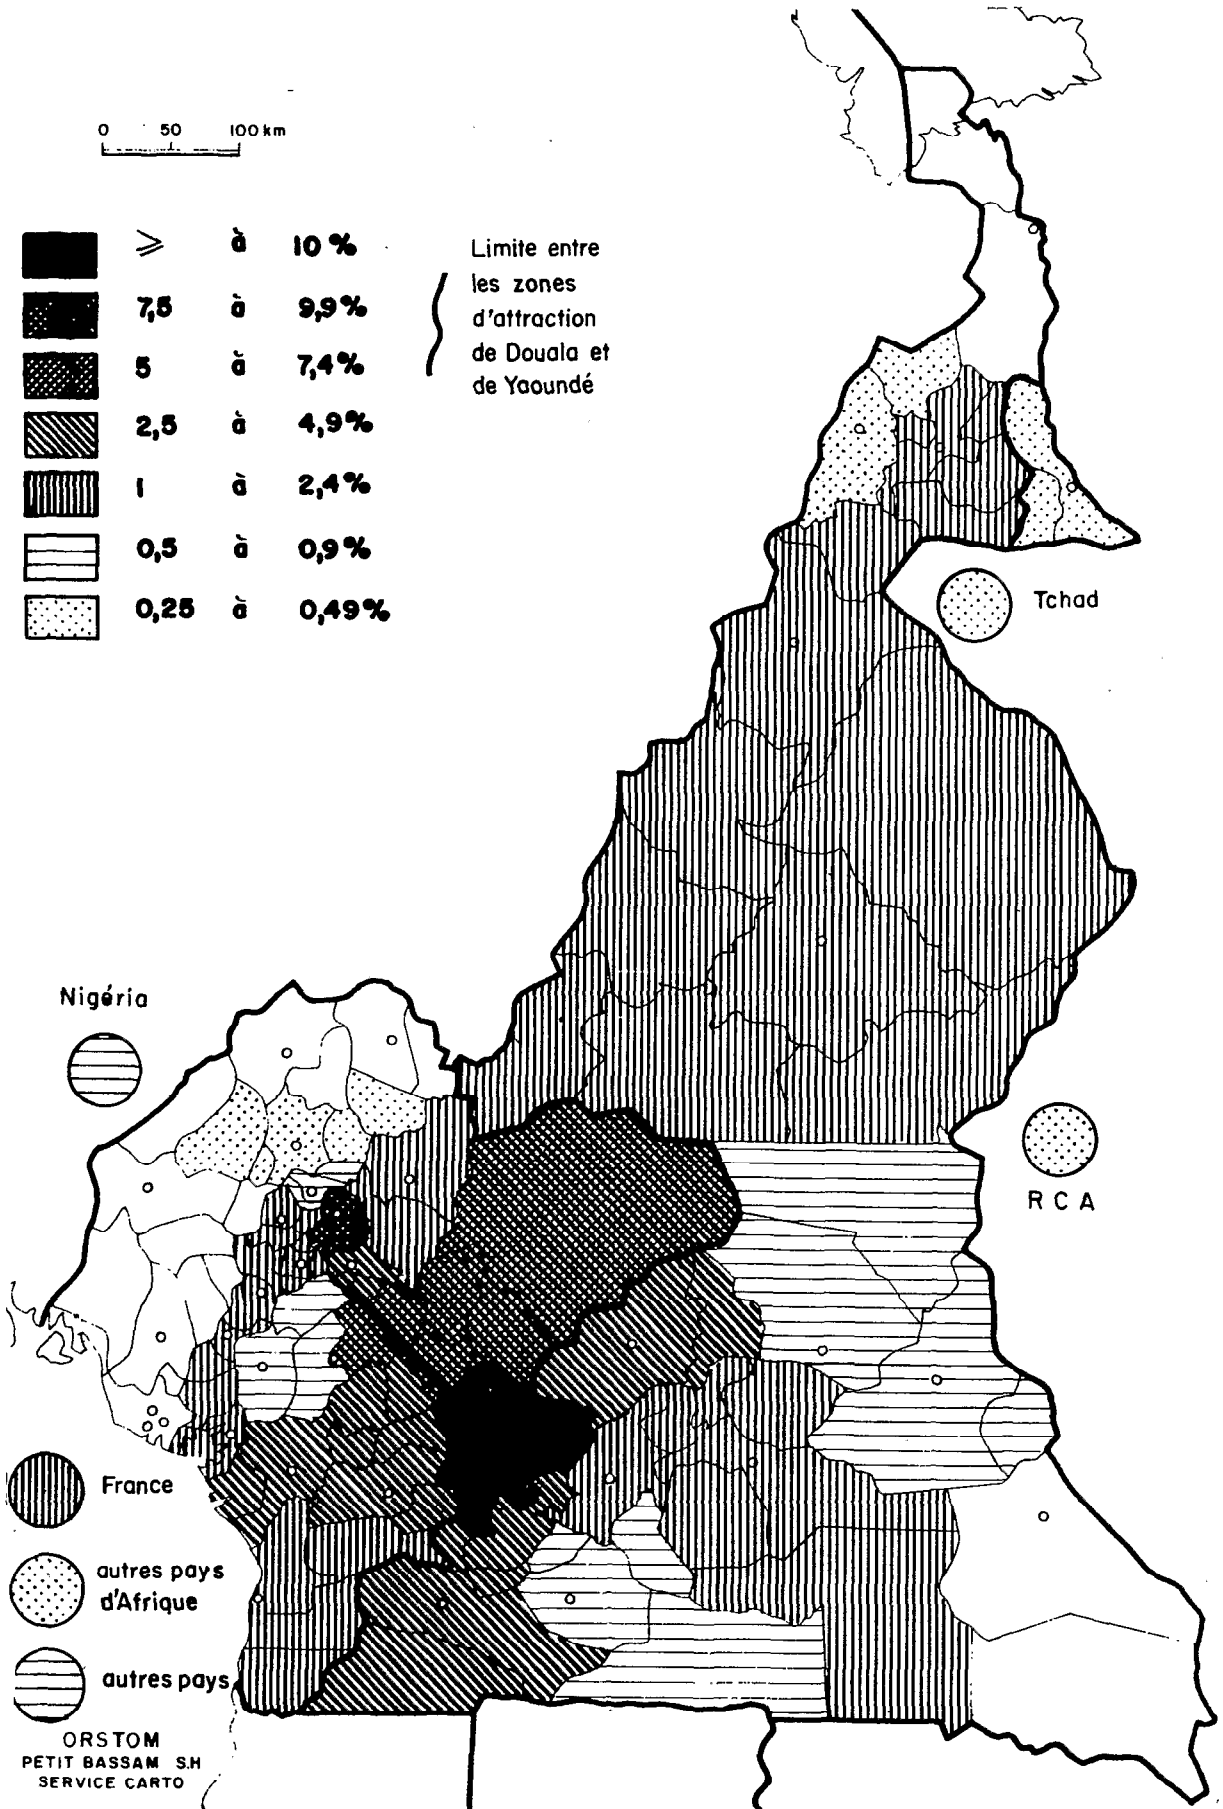 0 50 100 km
⩾ à 10 %
7,5 à 9,9%
5 à 7,4%
2,5 à 4,9%
1 à 2,4%
0,5 à 0,9%
0,25 à 0,49%
Limite entre
les zones
d'attraction
de Douala et
de Yaoundé
Tchad
Nigéria
R C A
France
autres pays
d'Afrique
autres pays
ORSTOM
PETIT BASSAM S.H
SERVICE CARTO